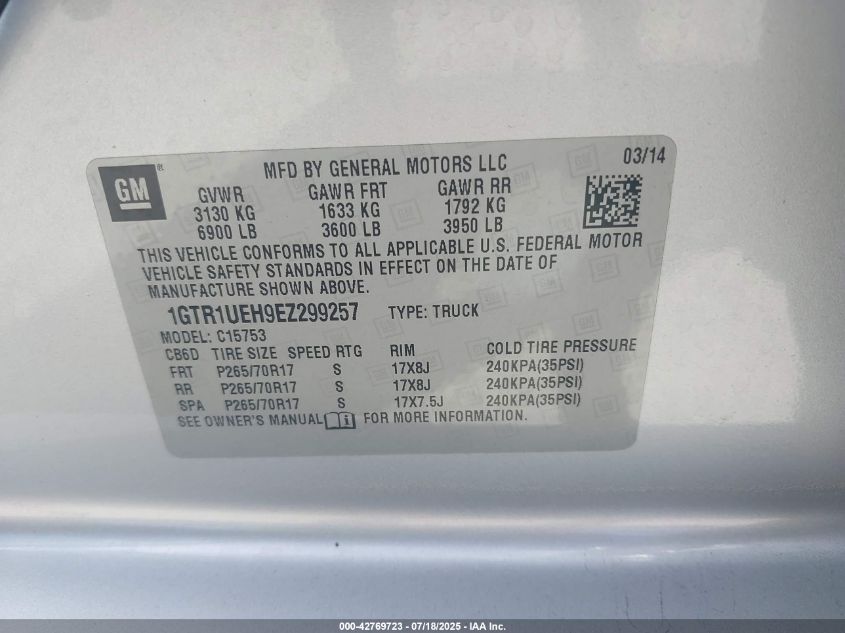 GM®
MFD BY GENERAL MOTORS LLC 03/14
GVWR GAWR FRT GAWR RR
3130 KG 1633 KG 1792 KG
6900 LB 3600 LB 3950 LB
THIS VEHICLE CONFORMS TO ALL APPLICABLE U.S. FEDERAL MOTOR
VEHICLE SAFETY STANDARDS IN EFFECT ON THE DATE OF
MANUFACTURE SHOWN ABOVE.
1GTR1UEH9EZ299257 TYPE: TRUCK
MODEL: C15753
CB6D TIRE SIZE SPEED RTG RIM COLD TIRE PRESSURE
FRT P265/70R17 S 17X8J 240KPA(35PSI)
RR P265/70R17 S 17X8J 240KPA(35PSI)
SPA P265/70R17 S 17X7.5J 240KPA(35PSI)
SEE OWNER'S MANUAL FOR MORE INFORMATION.
000-42769723 - 07/18/2025 - IAA Inc.